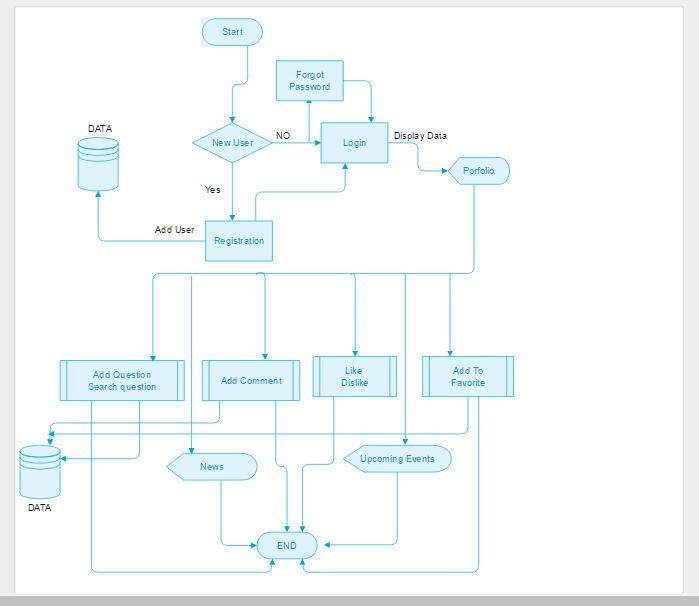 Start
Forgot
Password
DATA
New User
NO
Login
Display Data
Porfolio
Yes
Add User
Registration
Add Question
Search question
Add Comment
Like
Dislike
Add To
Favorite
News
Upcoming Events
DATA
END